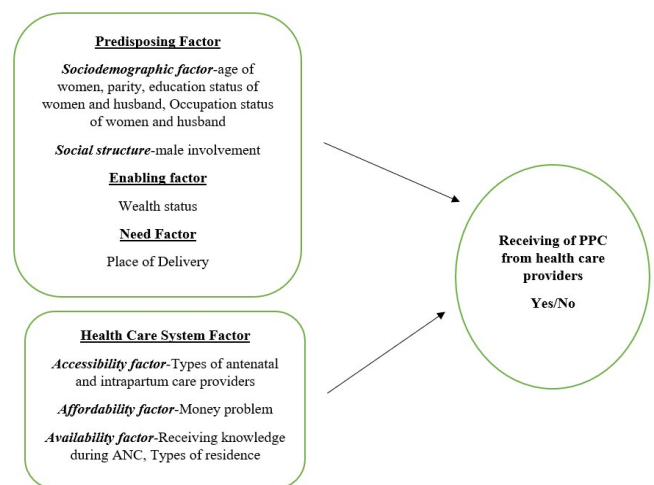 Predisposing Factor
Sociodemographic factor-age of
women, parity, education status of
women and husband, Occupation status
of women and husband
Social structure-male involvement
Enabling factor
Wealth status
Need Factor
Place of Delivery
Health Care System Factor
Accessibility factor-Types of antenatal
and intrapartum care providers
Affordability factor-Money problem
Availability factor-Receiving knowledge
during ANC, Types of residence
Receiving of PPC
from health care
providers
Yes/No